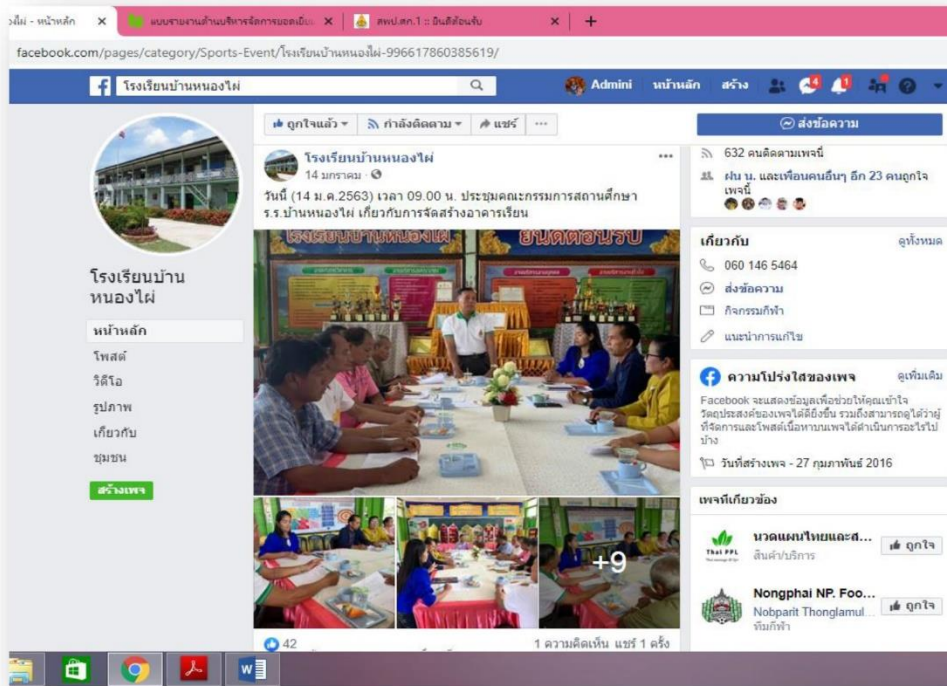 งไผ่ - หน้าหลัก
แบบรายงานด้านบริหารจัดการยอดเยี่ย
สพป.สก.1 :: ยินดีต้อนรับ
facebook.com/pages/category/Sports-Event/โรงเรียนบ้านหนองไผ่-996617860385619/
โรงเรียนบ้านหนองไผ่
Admini หน้าหลัก สร้าง 4 1
ถูกใจแล้ว กำลังติดตาม แชร์ ...
ส่งข้อความ
โรงเรียนบ้าน
หนองไผ่
หน้าหลัก
โพสต์
วิดีโอ
รูปภาพ
เกี่ยวกับ
ชุมชน
สร้างเพจ
โรงเรียนบ้านหนองไผ่
14 มกราคม
วันนี้ (14 ม.ค.2563) เวลา 09.00 น. ประชุมคณะกรรมการสถานศึกษา
ร.ร.บ้านหนองไผ่ เกี่ยวกับการจัดสร้างอาคารเรียน
โรงเรียนบ้านหนองไผ่ ยินดีต้อนรับ
+9
42
1 ความคิดเห็น แชร์ 1 ครั้ง
632 คนติดตามเพจนี้
ฝน น. และเพื่อนคนอื่นๆ อีก 23 คนถูกใจ
เพจนี้
เกี่ยวกับ ดูทั้งหมด
060 146 5464
ส่งข้อความ
กิจกรรมกีฬา
แนะนำการแก้ไข
ความโปร่งใสของเพจ ดูเพิ่มเติม
Facebook จะแสดงข้อมูลเพื่อช่วยให้คุณเข้าใจ
วัตถุประสงค์ของเพจได้ดียิ่งขึ้น รวมถึงสามารถดูได้ว่าผู้
ที่จัดการและโพสต์เนื้อหาบนเพจได้ดำเนินการอะไรไป
บ้าง
วันที่สร้างเพจ - 27 กุมภาพันธ์ 2016
เพจที่เกี่ยวข้อง
นวดแผนไทยและส...
สินค้า/บริการ
ถูกใจ
Thai PPL
Nongphai NP. Foo...
Nobparit Thonglamul...
ทีมกีฬา
ถูกใจ